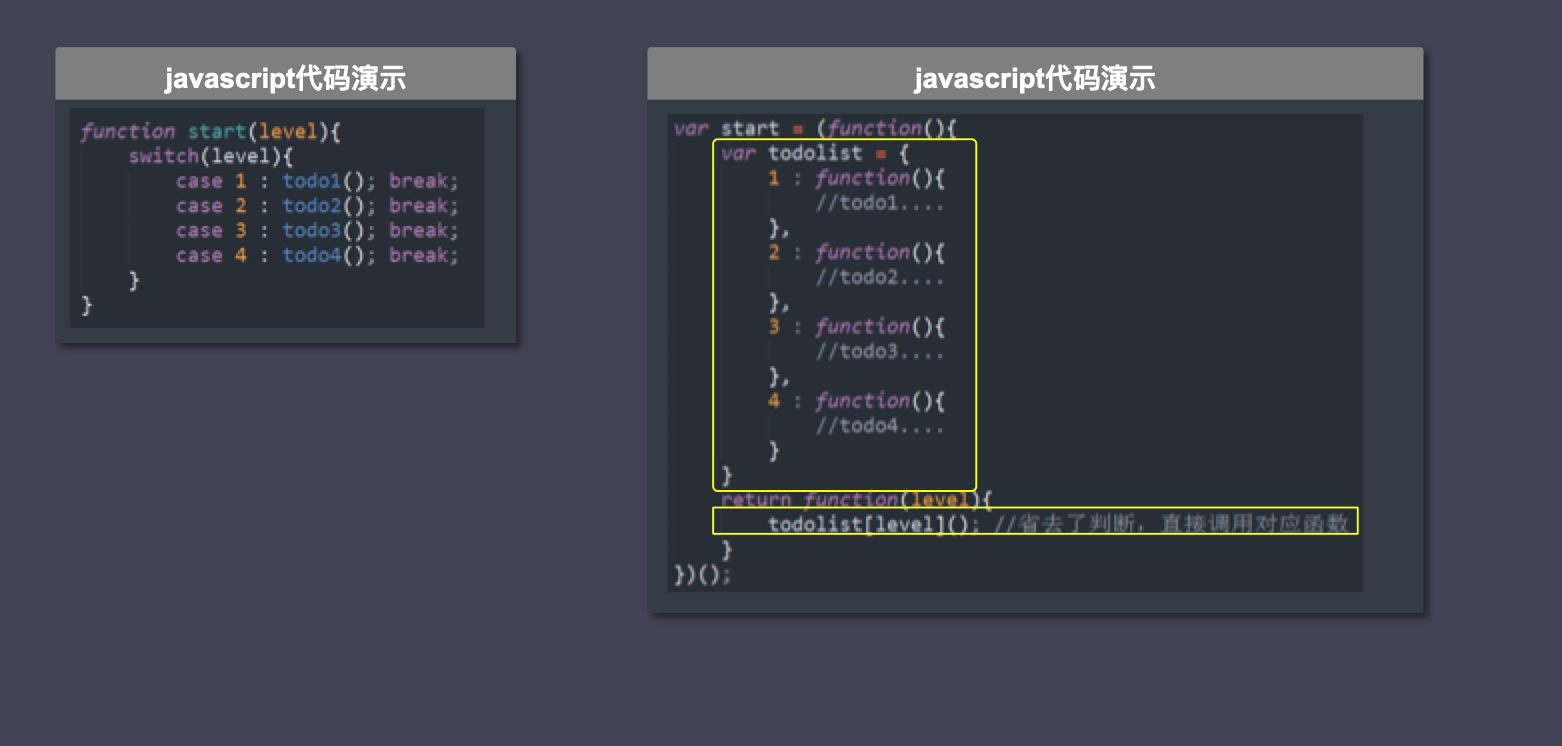 javascript代码演示
function start(level){
    switch(level){
        case 1 : todo1(); break;
        case 2 : todo2(); break;
        case 3 : todo3(); break;
        case 4 : todo4(); break;
    }
}
javascript代码演示
var start = (function(){
    var todolist = {
        1 : function(){
            //todo1....
        },
        2 : function(){
            //todo2....
        },
        3 : function(){
            //todo3....
        },
        4 : function(){
            //todo4....
        }
    }
    return function(level){
        todolist[level](); //省去了判断，直接调用对应函数
    }
})();